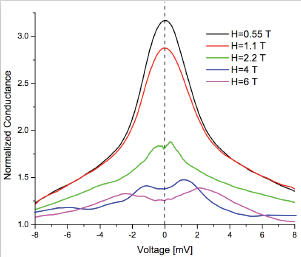 H=0.55 T
H=1.1 T
H=2.2 T
H=4 T
H=6 T
Normalized Conductance
3.0
2.5
2.0
1.5
1.0
-8 -6 -4 -2 0 2 4 6 8
Voltage [mV]